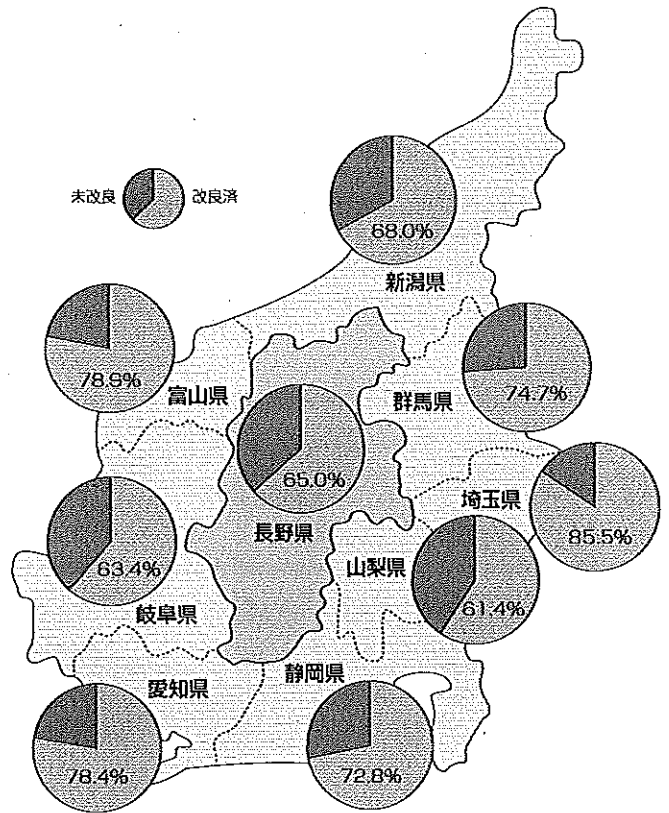 未改良 改良済
68.0%
新潟県
78.9%
富山県
群馬県
74.7%
65.0%
長野県
埼玉県
85.5%
63.4%
岐阜県
山梨県
61.4%
愛知県
静岡県
78.4%
72.8%